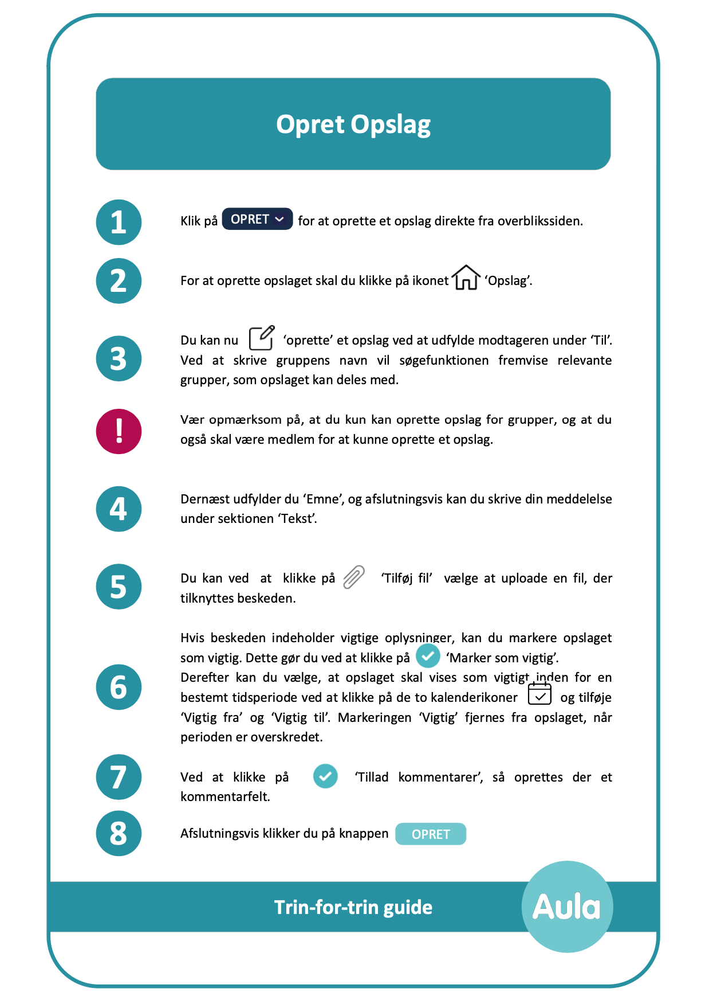 Opret Opslag
1
Klik på OPRET for at oprette et opslag direkte fra overblikssiden.
2
For at oprette opslaget skal du klikke på ikonet ‘Opslag’.
3
Du kan nu ‘oprette’ et opslag ved at udfylde modtageren under ‘Til’.
Ved at skrive gruppens navn vil søgefunktionen fremvise relevante
grupper, som opslaget kan deles med.
!
Vær opmærksom på, at du kun kan oprette opslag for grupper, og at du
også skal være medlem for at kunne oprette et opslag.
4
Dernæst udfylder du ‘Emne’, og afslutningsvis kan du skrive din meddelelse
under sektionen ‘Tekst’.
5
Du kan ved at klikke på ‘Tilføj fil’ vælge at uploade en fil, der
tilknyttes beskeden.
6
Hvis beskeden indeholder vigtige oplysninger, kan du markere opslaget
som vigtig. Dette gør du ved at klikke på ‘Marker som vigtig’.
Derefter kan du vælge, at opslaget skal vises som vigtigt inden for en
bestemt tidsperiode ved at klikke på de to kalenderikoner og tilføje
‘Vigtig fra’ og ‘Vigtig til’. Markeringen ‘Vigtig’ fjernes fra opslaget, når
perioden er overskredet.
7
Ved at klikke på ‘Tillad kommentarer’, så oprettes der et
kommentarfelt.
8
Afslutningsvis klikker du på knappen OPRET
Trin-for-trin guide
Aula